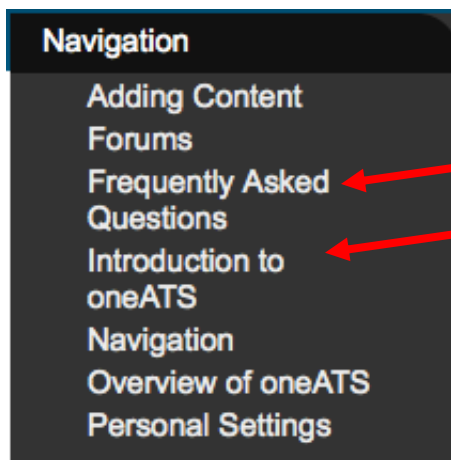 Navigation
Adding Content
Forums
Frequently Asked
Questions
Introduction to
oneATS
Navigation
Overview of oneATS
Personal Settings